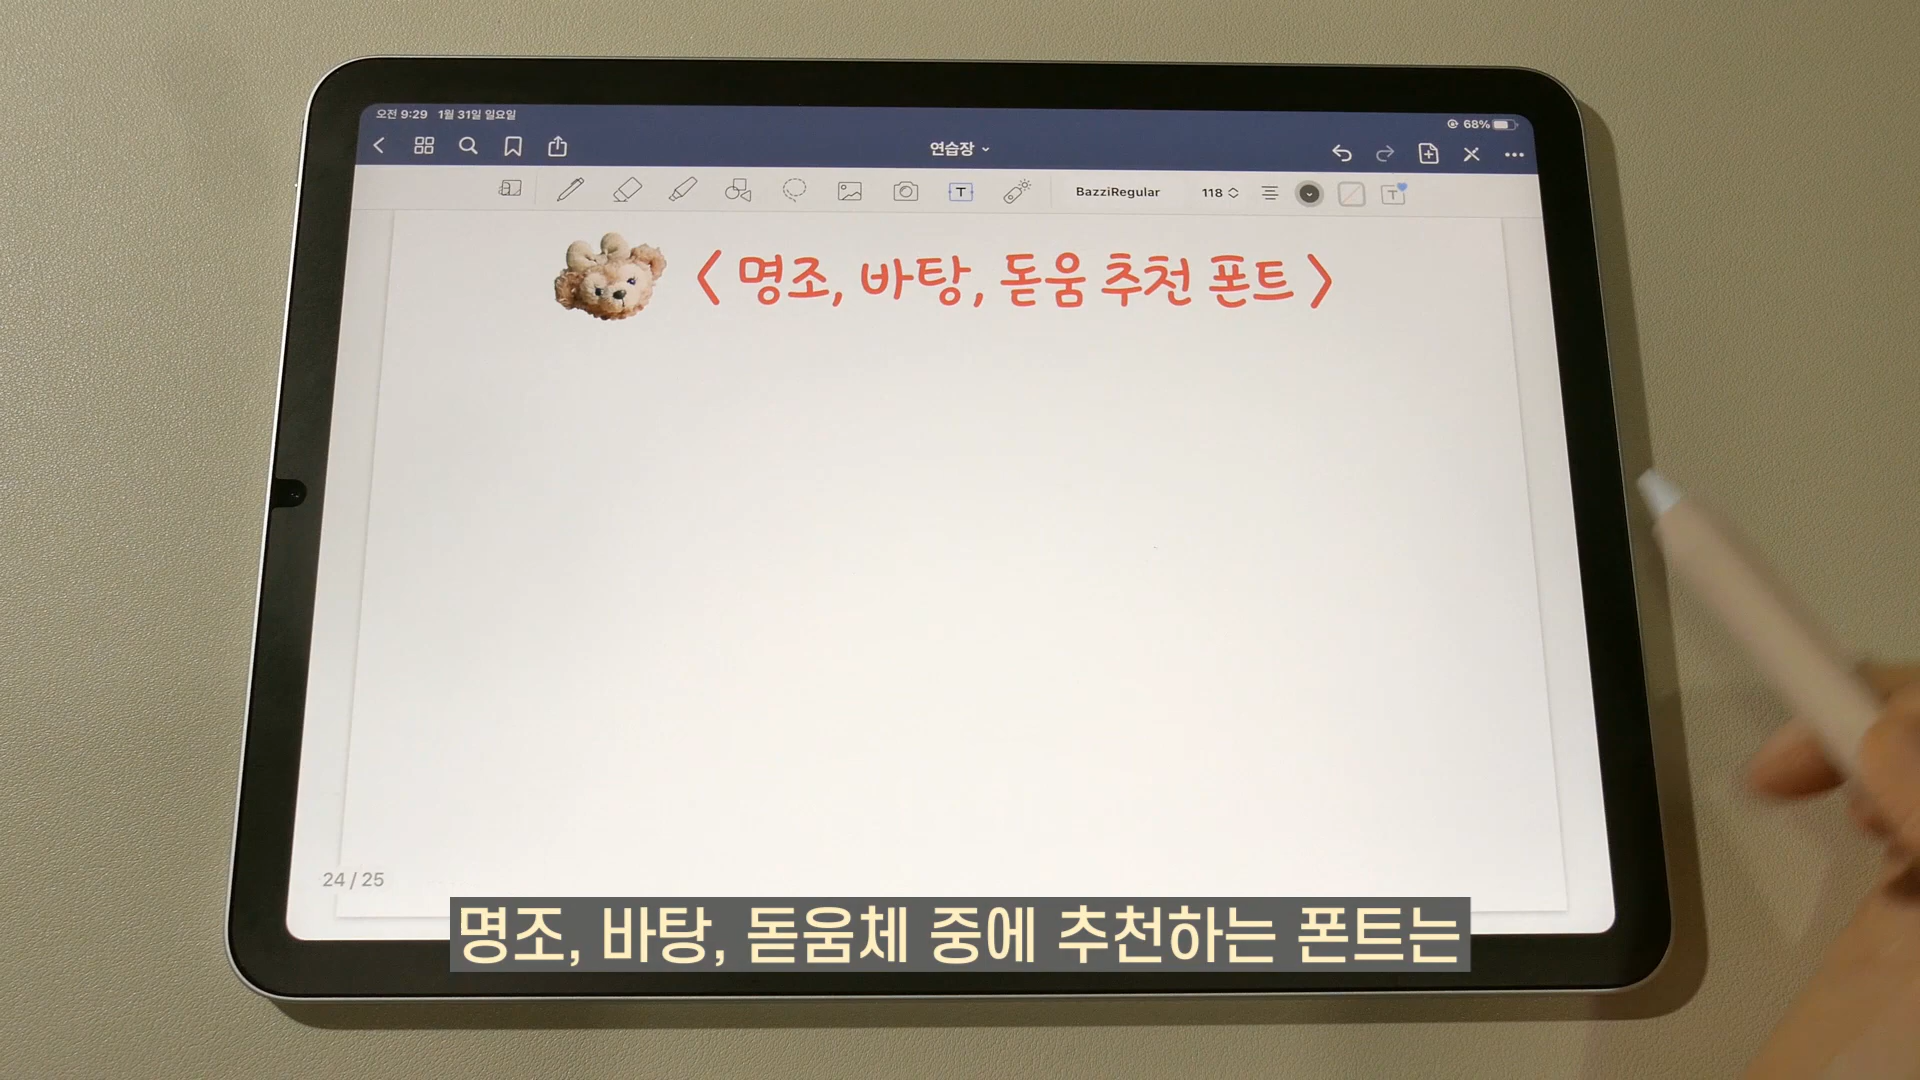 오전 9:29 1월 31일 일요일
68%
연습장
T
BazziRegular
118
T
< 명조, 바탕, 돋움 추천 폰트 >
24 / 25
명조, 바탕, 돋움체 중에 추천하는 폰트는